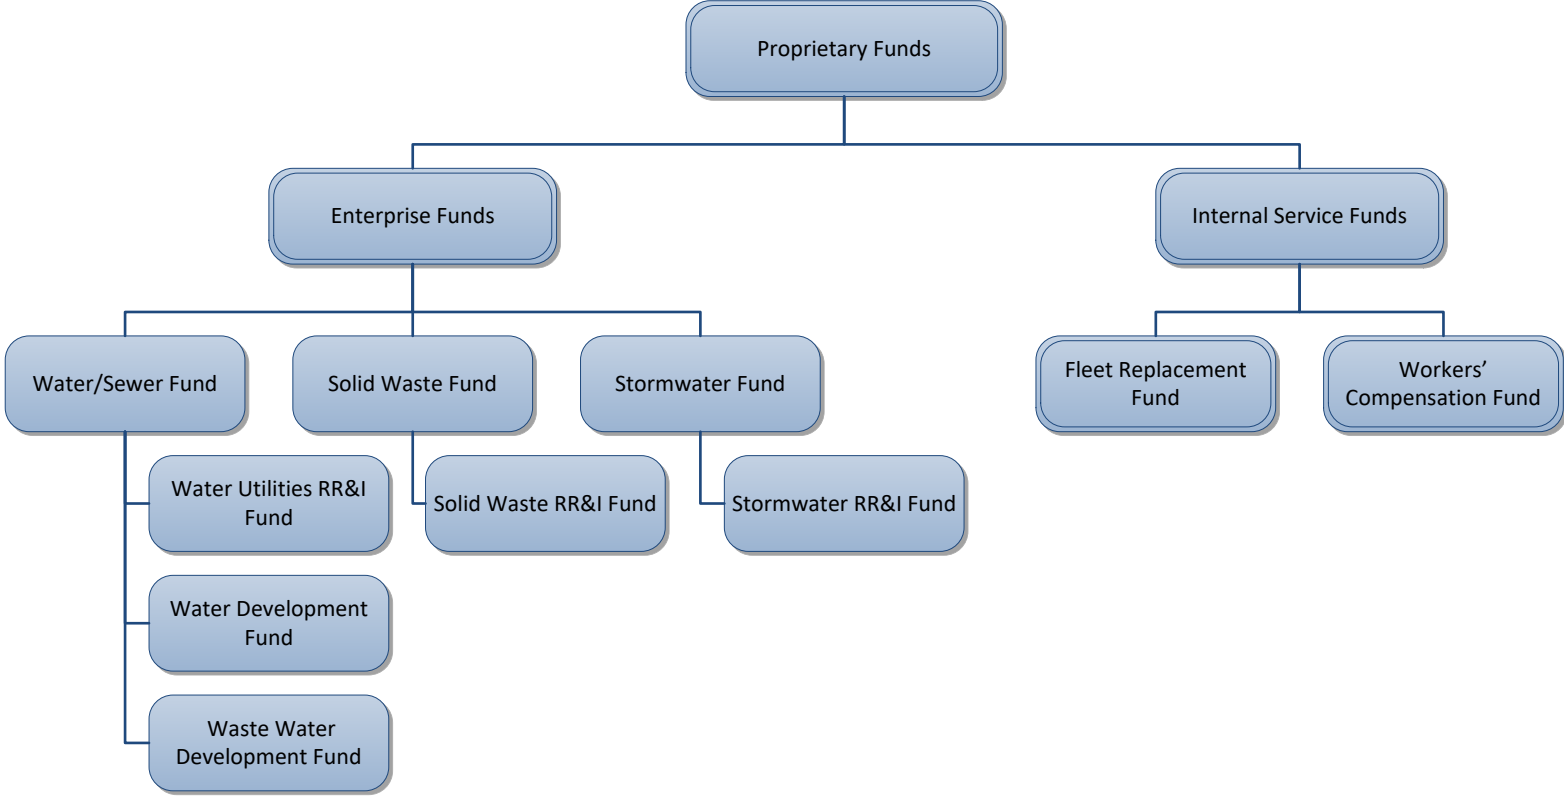 Proprietary Funds
Enterprise Funds
Internal Service Funds
Water/Sewer Fund
Solid Waste Fund
Stormwater Fund
Fleet Replacement
Fund
Workers’
Compensation Fund
Water Utilities RR&I
Fund
Solid Waste RR&I Fund
Stormwater RR&I Fund
Water Development
Fund
Waste Water
Development Fund